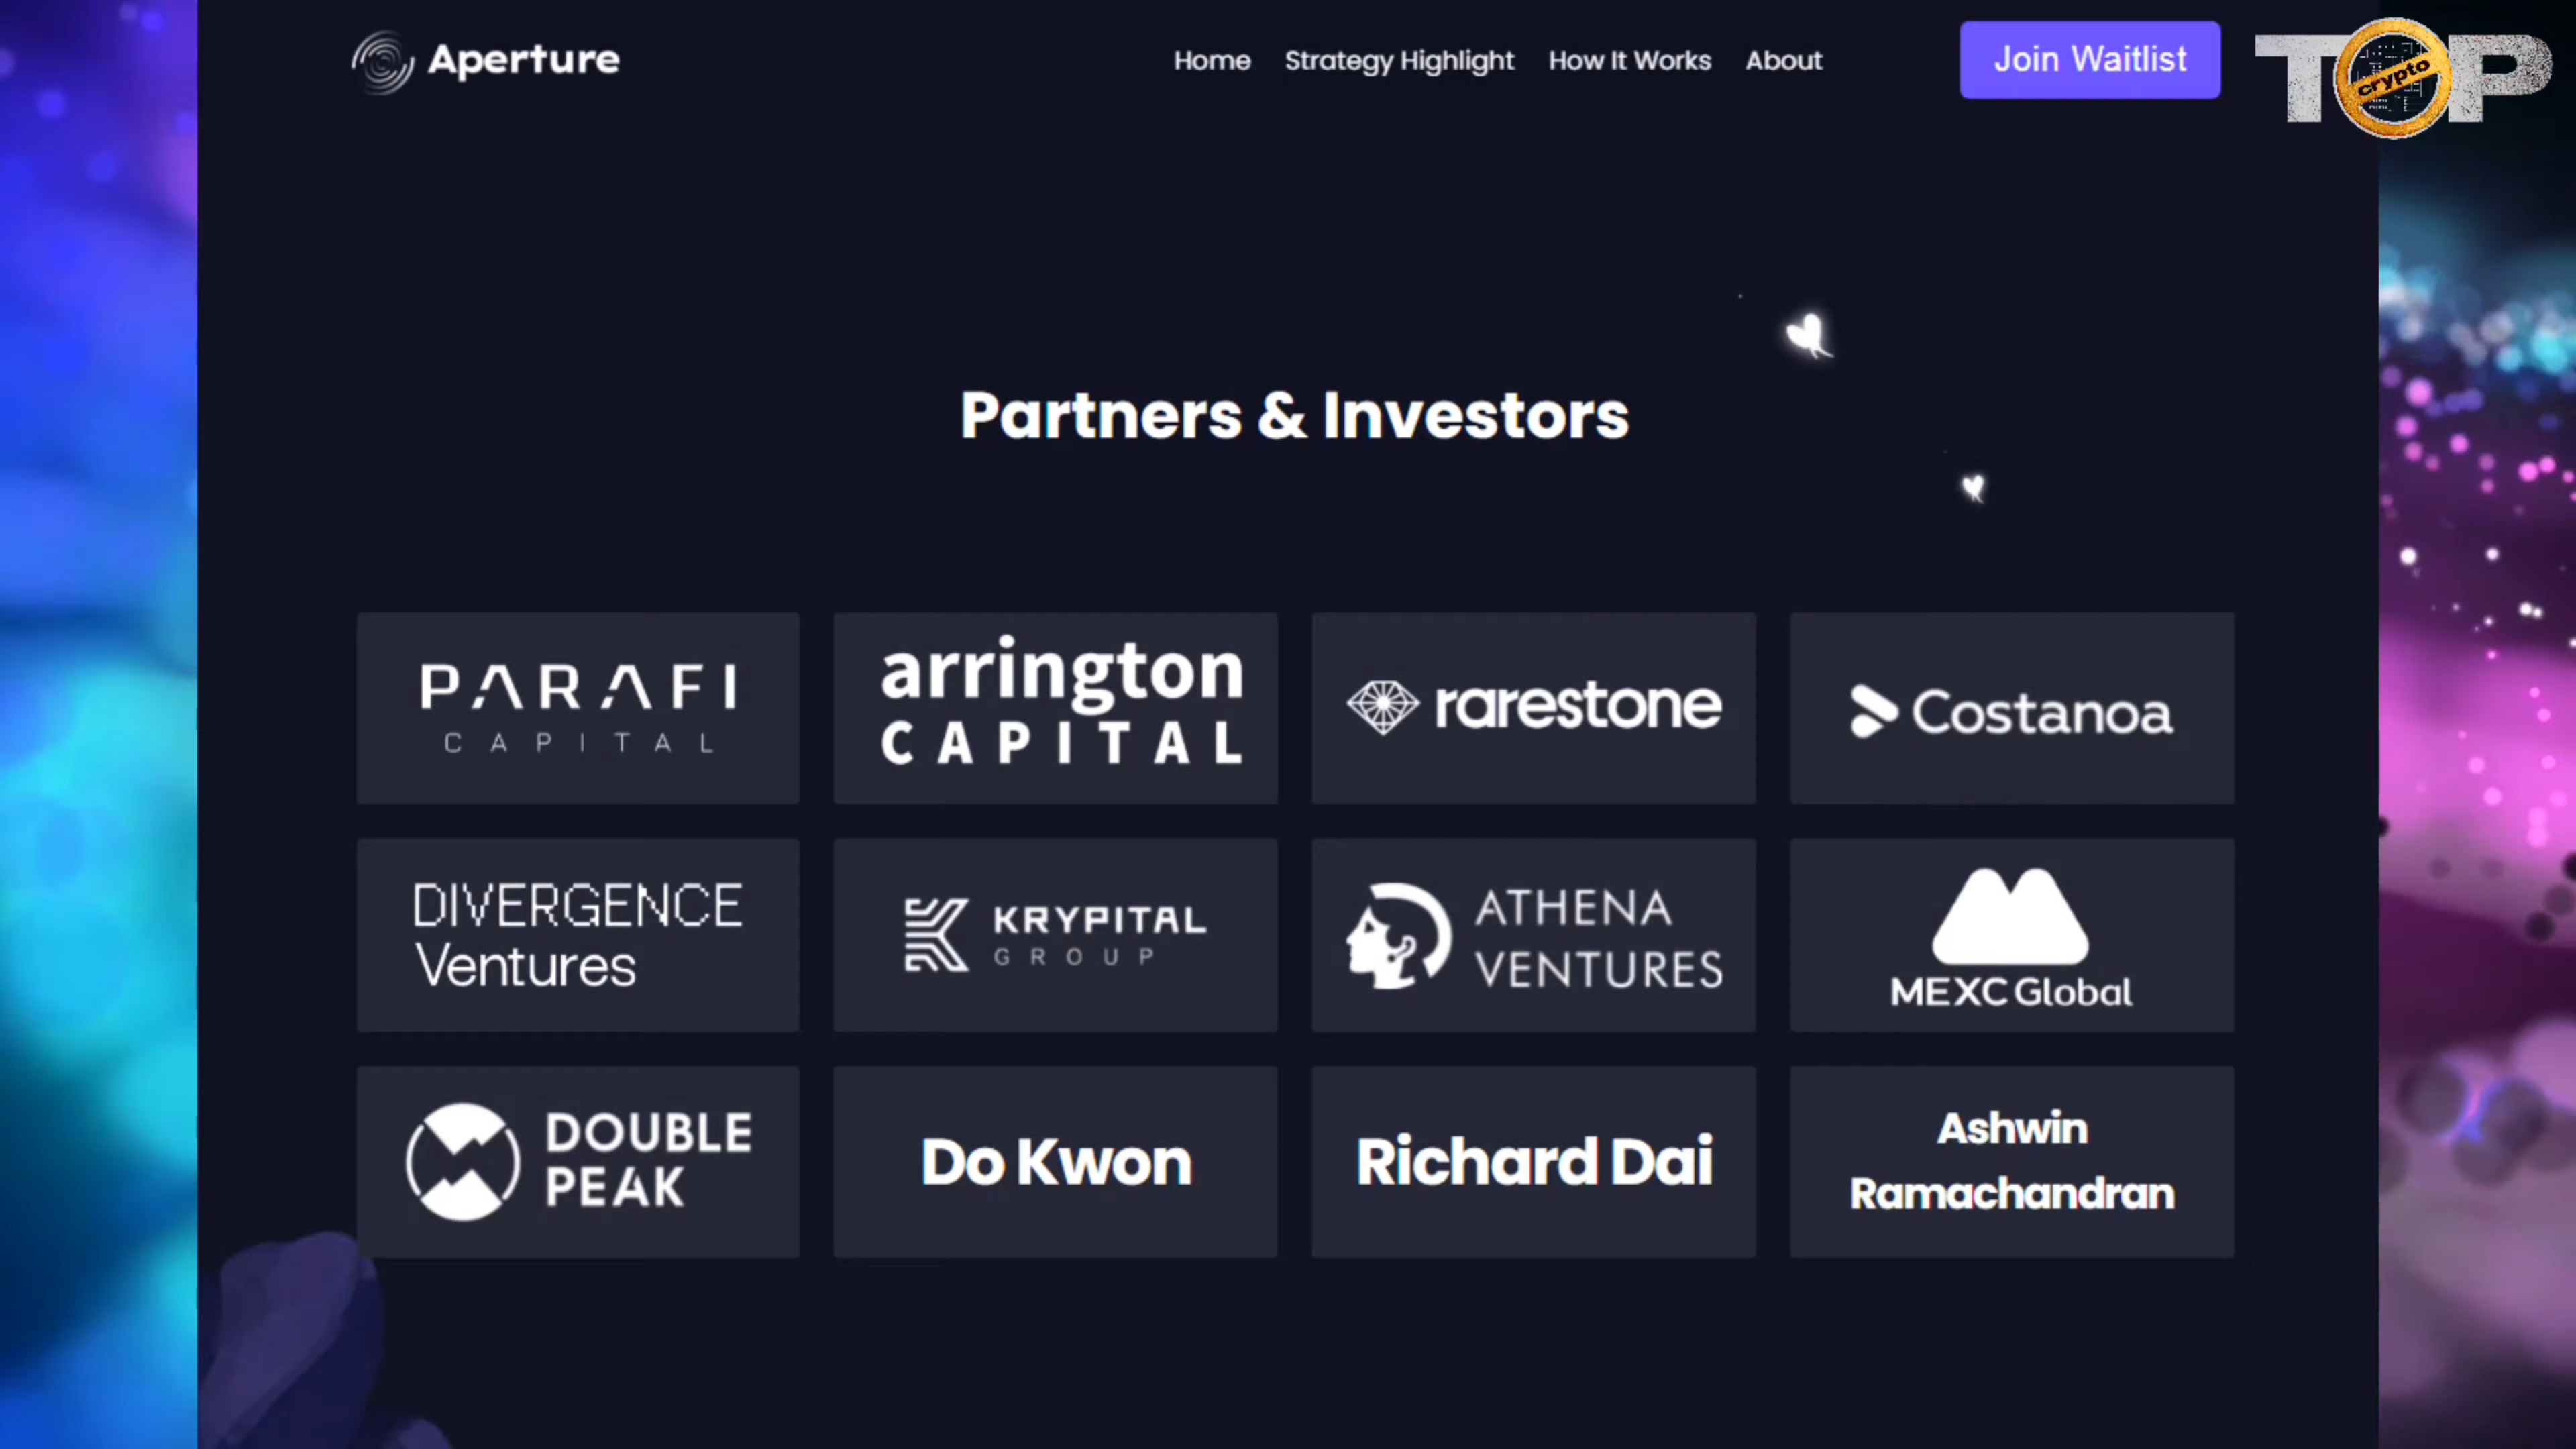 Aperture
Home Strategy Highlight How It Works About
Join Waitlist
TOP
crypto
Partners & Investors
PARAFI
CAPITAL
arrington
CAPITAL
rarestone
Costanoa
DIVERGENCE
Ventures
KRYPITAL
GROUP
ATHENA
VENTURES
MEXC Global
DOUBLE
PEAK
Do Kwon
Richard Dai
Ashwin
Ramachandran